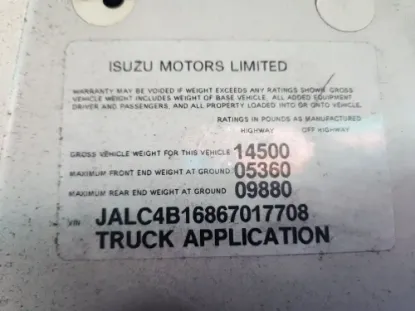 ISUZU MOTORS LIMITED
WARRANTY MAY BE VOIDED IF WEIGHT EXCEEDS ANY RATINGS SHOWN GROSS
VEHICLE WEIGHT INCLUDES WEIGHT OF BASE VEHICLE, ALL ADDED EQUIPMENT,
DRIVER AND PASSENGERS, AND ALL PROPERTY LOADED INTO OR ONTO VEHICLE.
RATINGS IN POUNDS AS MANUFACTURED
HIGHWAY OFF HIGHWAY
GROSS VEHICLE WEIGHT FOR THIS VEHICLE 14500
MAXIMUM FRONT END WEIGHT AT GROUND 05360
MAXIMUM REAR END WEIGHT AT GROUND 09880
VIN JALC4B16867017708
TRUCK APPLICATION